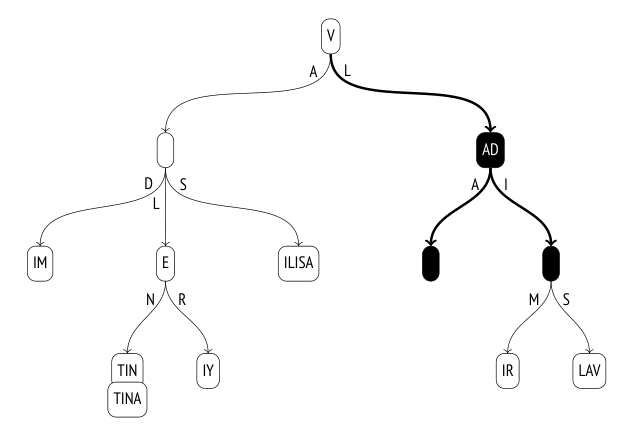 V
A L
AD
D S A I
L
IM E ILISA
N R M S
TIN IY IR LAV
TINA